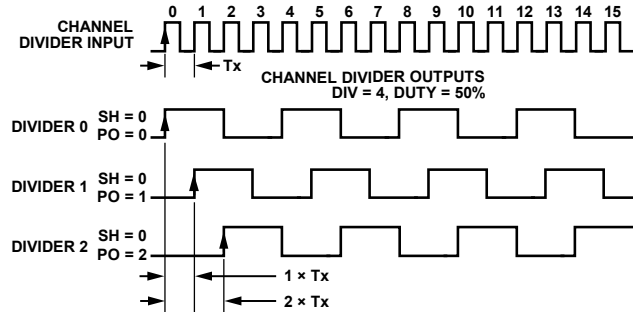 0 1 2 3 4 5 6 7 8 9 10 11 12 13 14 15
CHANNEL
DIVIDER INPUT
Tx
CHANNEL DIVIDER OUTPUTS
DIV = 4, DUTY = 50%
DIVIDER 0
SH = 0
PO = 0
DIVIDER 1
SH = 0
PO = 1
DIVIDER 2
SH = 0
PO = 2
1 × Tx
2 × Tx